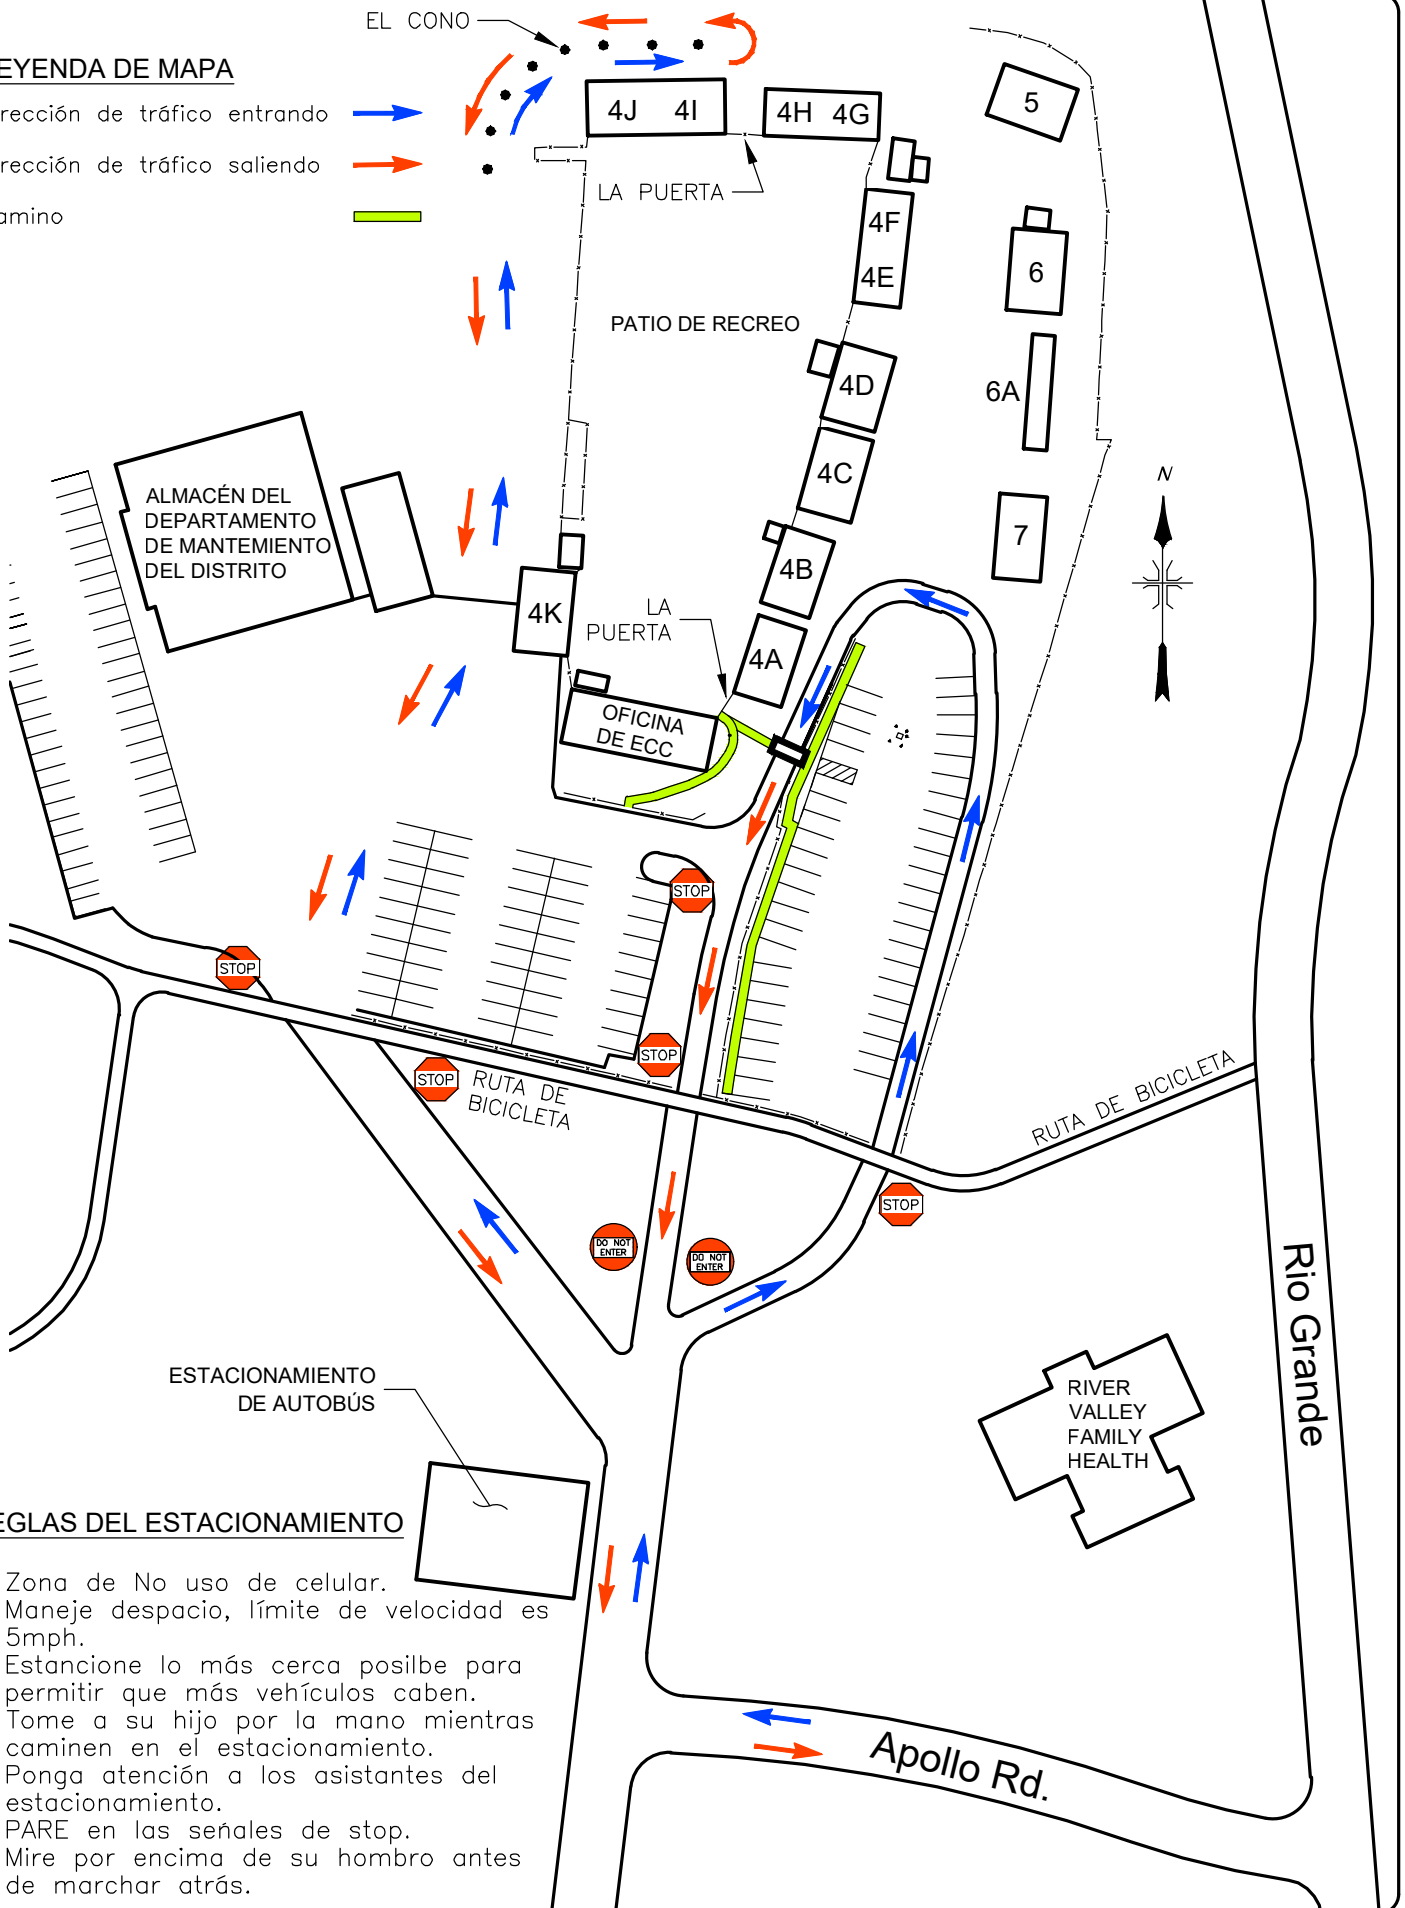 EL CONO
EYENDA DE MAPA
rección de tráfico entrando
rección de tráfico saliendo
amino
4J 4I
4H 4G
5
LA PUERTA
4F
4E
6
PATIO DE RECREO
4D
6A
4C
N
ALMACÉN DEL
DEPARTAMENTO
DE MANTEMIENTO
DEL DISTRITO
7
4B
4K
LA
PUERTA
4A
OFICINA
DE ECC
STOP
STOP
STOP
STOP
RUTA DE
BICICLETA
RUTA DE BICICLETA
STOP
DO NOT
ENTER
DO NOT
ENTER
Rio Grande
ESTACIONAMIENTO
DE AUTOBÚS
RIVER
VALLEY
FAMILY
HEALTH
EGLAS DEL ESTACIONAMIENTO
Zona de No uso de celular.
Maneje despacio, límite de velocidad es
5mph.
Estancione lo más cerca posilbe para
permitir que más vehículos caben.
Tome a su hijo por la mano mientras
caminen en el estacionamiento.
Ponga atención a los asistantes del
estacionamiento.
PARE en las señales de stop.
Mire por encima de su hombro antes
de marchar atrás.
Apollo Rd.